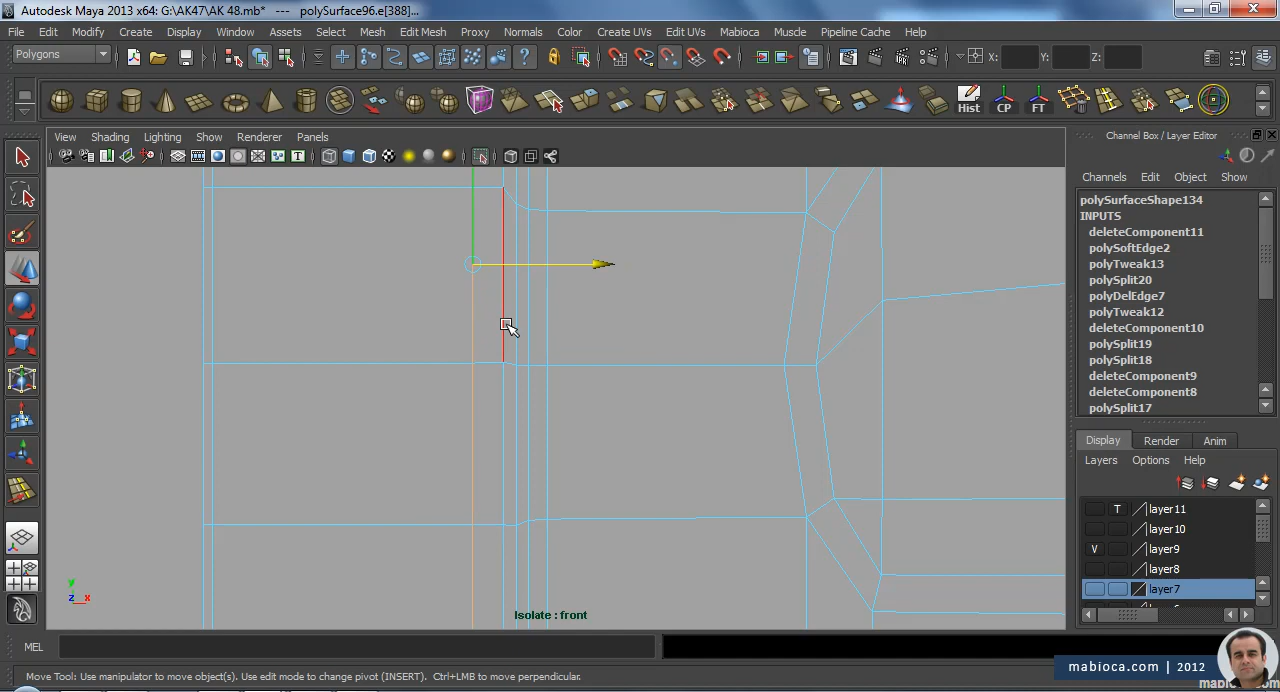 Autodesk Maya 2013 x64: G:\AK47\AK 48.mb* --- polySurface96.e[388]...
File Edit Modify Create Display Window Assets Select Mesh Edit Mesh Proxy Normals Color Create UVs Edit UVs Mabioca Muscle Pipeline Cache Help
Polygons
X: Y: Z:
Hist CP FT
View Shading Lighting Show Renderer Panels
Channel Box / Layer Editor
Channels Edit Object Show
polySurfaceShape134
INPUTS
deleteComponent11
polySoftEdge2
polyTweak13
polySplit20
polyDelEdge7
polyTweak12
deleteComponent10
polySplit19
polySplit18
deleteComponent9
deleteComponent8
polySplit17
Display Render Anim
Layers Options Help
T layer11
layer10
V layer9
layer8
layer7
y
z x
Isolate : front
MEL
mabioca.com | 2012
Move Tool: Use manipulator to move object(s). Use edit mode to change pivot (INSERT). Ctrl+LMB to move perpendicular.